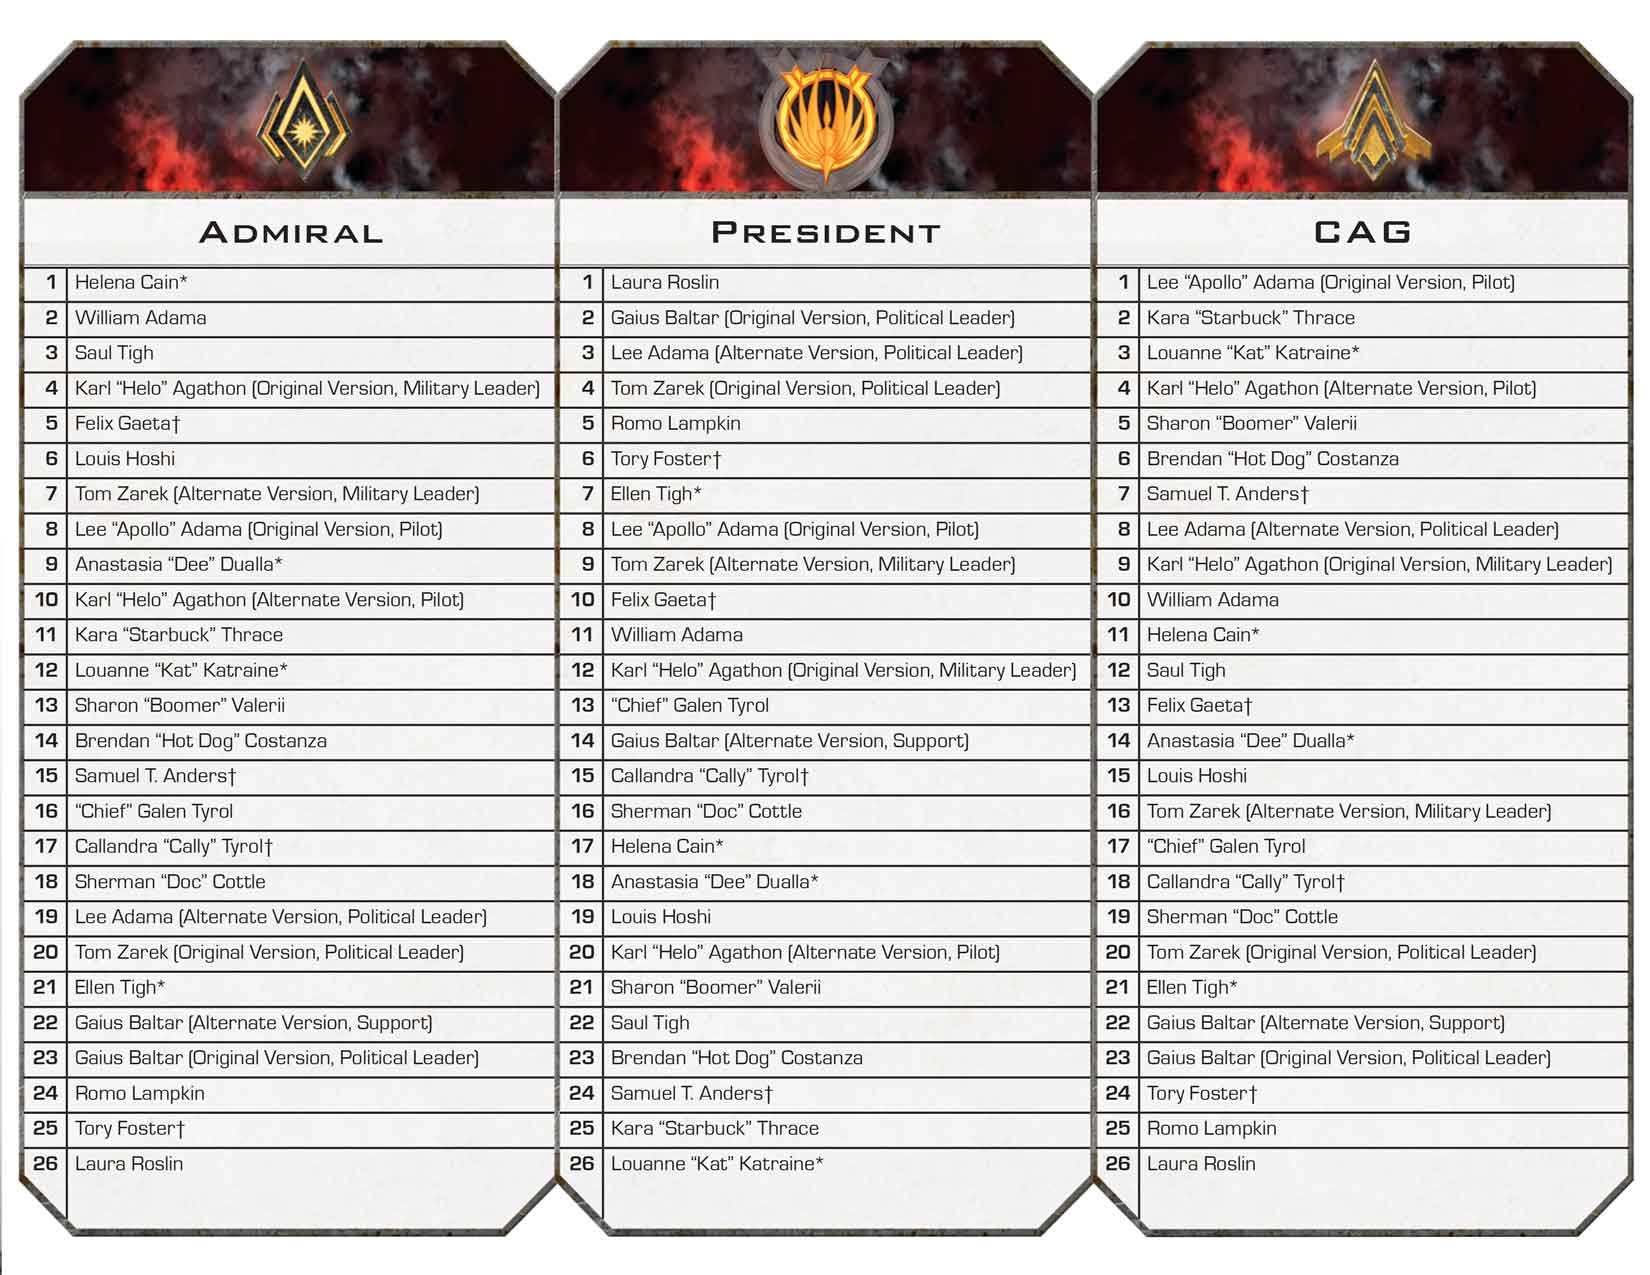 Admiral
1 Helena Cain*
2 William Adama
3 Saul Tigh
4 Karl “Helo” Agathon (Original Version, Military Leader)
5 Felix Gaeta†
6 Louis Hoshi
7 Tom Zarek (Alternate Version, Military Leader)
8 Lee “Apollo” Adama (Original Version, Pilot)
9 Anastasia “Dee” Dualla*
10 Karl “Helo” Agathon (Alternate Version, Pilot)
11 Kara “Starbuck” Thrace
12 Louanne “Kat” Katraine*
13 Sharon “Boomer” Valerii
14 Brendan “Hot Dog” Costanza
15 Samuel T. Anders†
16 “Chief” Galen Tyrol
17 Callandra “Cally” Tyrol†
18 Sherman “Doc” Cottle
19 Lee Adama (Alternate Version, Political Leader)
20 Tom Zarek (Original Version, Political Leader)
21 Ellen Tigh*
22 Gaius Baltar (Alternate Version, Support)
23 Gaius Baltar (Original Version, Political Leader)
24 Romo Lampkin
25 Tory Foster†
26 Laura Roslin
President
1 Laura Roslin
2 Gaius Baltar (Original Version, Political Leader)
3 Lee Adama (Alternate Version, Political Leader)
4 Tom Zarek (Original Version, Political Leader)
5 Romo Lampkin
6 Tory Foster†
7 Ellen Tigh*
8 Lee “Apollo” Adama (Original Version, Pilot)
9 Tom Zarek (Alternate Version, Military Leader)
10 Felix Gaeta†
11 William Adama
12 Karl “Helo” Agathon (Original Version, Military Leader)
13 “Chief” Galen Tyrol
14 Gaius Baltar (Alternate Version, Support)
15 Callandra “Cally” Tyrol†
16 Sherman “Doc” Cottle
17 Helena Cain*
18 Anastasia “Dee” Dualla*
19 Louis Hoshi
20 Karl “Helo” Agathon (Alternate Version, Pilot)
21 Sharon “Boomer” Valerii
22 Saul Tigh
23 Brendan “Hot Dog” Costanza
24 Samuel T. Anders†
25 Kara “Starbuck” Thrace
26 Louanne “Kat” Katraine*
CAG
1 Lee “Apollo” Adama (Original Version, Pilot)
2 Kara “Starbuck” Thrace
3 Louanne “Kat” Katraine*
4 Karl “Helo” Agathon (Alternate Version, Pilot)
5 Sharon “Boomer” Valerii
6 Brendan “Hot Dog” Costanza
7 Samuel T. Anders†
8 Lee Adama (Alternate Version, Political Leader)
9 Karl “Helo” Agathon (Original Version, Military Leader)
10 William Adama
11 Helena Cain*
12 Saul Tigh
13 Felix Gaeta†
14 Anastasia “Dee” Dualla*
15 Louis Hoshi
16 Tom Zarek (Alternate Version, Military Leader)
17 “Chief” Galen Tyrol
18 Callandra “Cally” Tyrol†
19 Sherman “Doc” Cottle
20 Tom Zarek (Original Version, Political Leader)
21 Ellen Tigh*
22 Gaius Baltar (Alternate Version, Support)
23 Gaius Baltar (Original Version, Political Leader)
24 Tory Foster†
25 Romo Lampkin
26 Laura Roslin